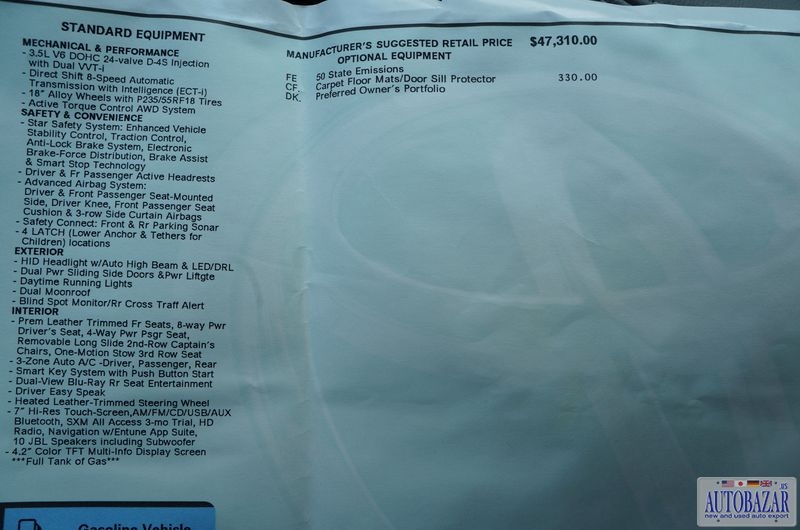 STANDARD EQUIPMENT
MECHANICAL & PERFORMANCE
- 3.5L V6 DOHC 24-valve D-4S Injection
with Dual VVT-i
- Direct Shift 8-Speed Automatic
Transmission with Intelligence (ECT-i)
- 18" Alloy Wheels with P235/55RF18 Tires
- Active Torque Control AWD System
SAFETY & CONVENIENCE
- Star Safety System: Enhanced Vehicle
Stability Control, Traction Control,
Anti-Lock Brake System, Electronic
Brake-Force Distribution, Brake Assist
& Smart Stop Technology
- Driver & Fr Passenger Active Headrests
- Advanced Airbag System:
Driver & Front Passenger Seat-Mounted
Side, Driver Knee, Front Passenger Seat
Cushion & 3-row Side Curtain Airbags
- Safety Connect: Front & Rr Parking Sonar
- 4 LATCH (Lower Anchor & Tethers for
Children) locations
EXTERIOR
- HID Headlight w/Auto High Beam & LED/DRL
- Dual Pwr Sliding Side Doors &Pwr Liftgte
- Daytime Running Lights
- Dual Moonroof
- Blind Spot Monitor/Rr Cross Traff Alert
INTERIOR
- Prem Leather Trimmed Fr Seats, 8-way Pwr
Driver's Seat, 4-Way Pwr Psgr Seat,
Removable Long Slide 2nd-Row Captain's
Chairs, One-Motion Stow 3rd Row Seat
- 3-Zone Auto A/C -Driver, Passenger, Rear
- Smart Key System with Push Button Start
- Dual-View Blu-Ray Rr Seat Entertainment
- Driver Easy Speak
- Heated Leather-Trimmed Steering Wheel
- 7" Hi-Res Touch-Screen,AM/FM/CD/USB/AUX
Bluetooth, SXM All Access 3-mo Trial, HD
Radio, Navigation w/Entune App Suite,
10 JBL Speakers including Subwoofer
- 4.2" Color TFT Multi-Info Display Screen
***Full Tank of Gas***
MANUFACTURER'S SUGGESTED RETAIL PRICE $47,310.00
OPTIONAL EQUIPMENT
FE 50 State Emissions
CF. Carpet Floor Mats/Door Sill Protector 330.00
DK. Preferred Owner's Portfolio
Gasoline Vehicle
AUTOBAZAR.US
new and used auto export